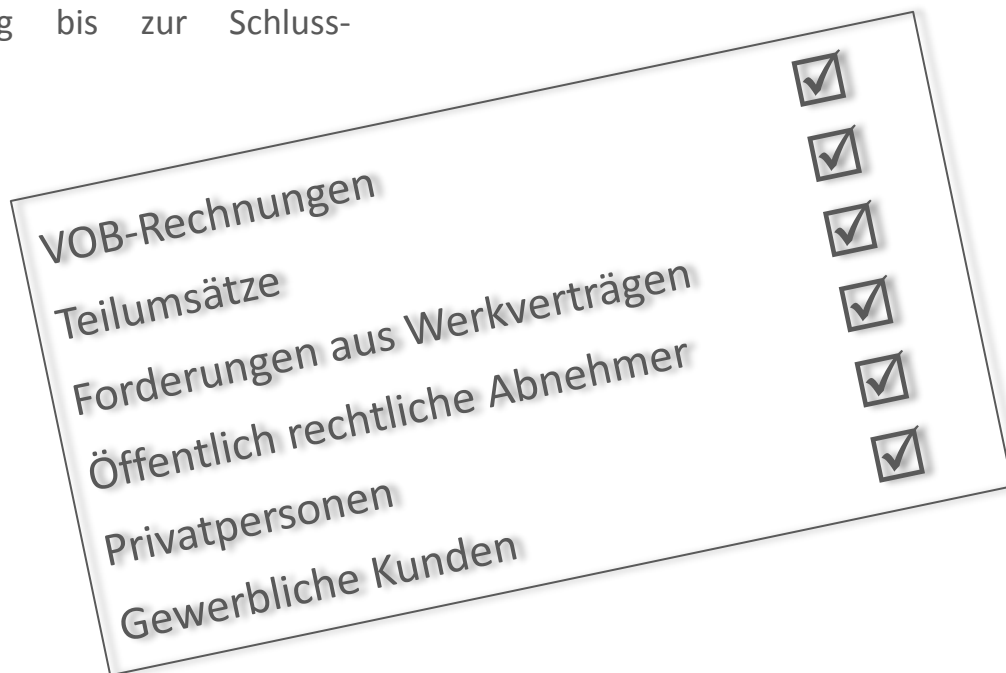 bis zur Schluss-
VOB-Rechnungen ☑
Teilumsätze ☑
Forderungen aus Werkverträgen ☑
Öffentlich rechtliche Abnehmer ☑
Privatpersonen ☑
Gewerbliche Kunden ☑